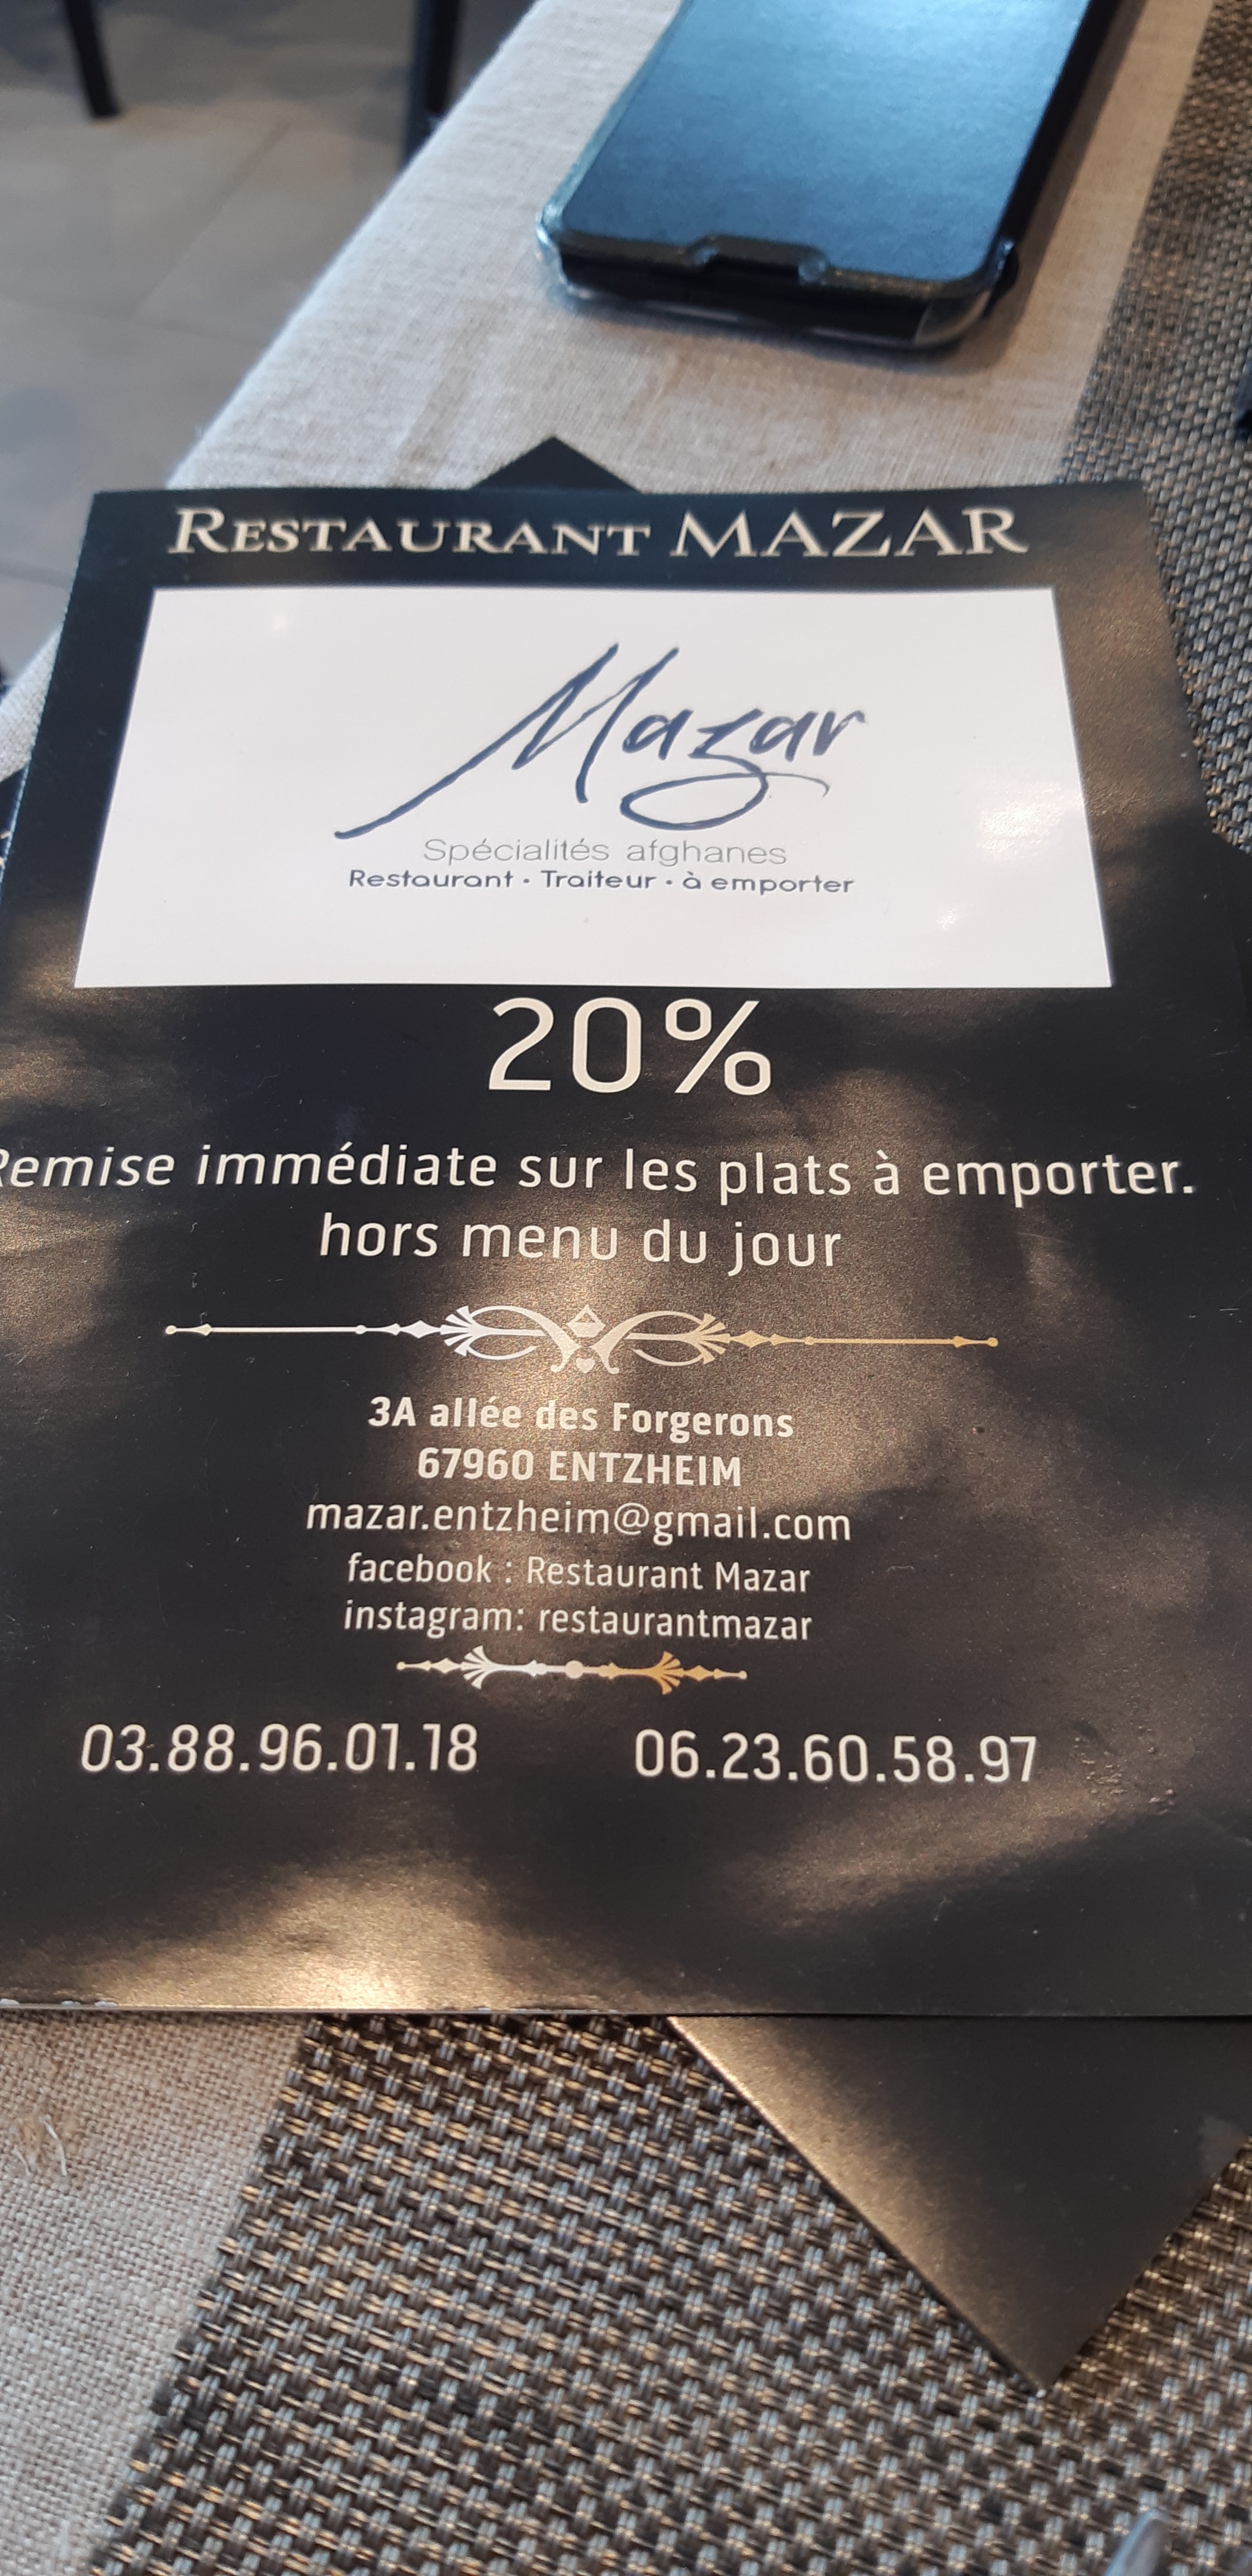 RESTAURANT MAZAR
Mazar
Spécialités afghanes
Restaurant · Traiteur · à emporter
20%
Remise immédiate sur les plats à emporter.
hors menu du jour
3A allée des Forgerons
67960 ENTZHEIM
mazar.entzheim@gmail.com
facebook : Restaurant Mazar
instagram: restaurantmazar
03.88.96.01.18 06.23.60.58.97